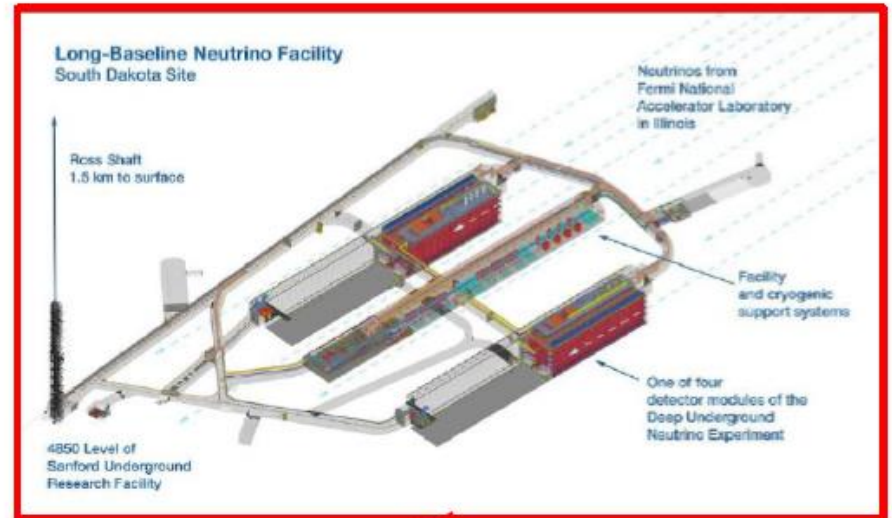 Long-Baseline Neutrino Facility
South Dakota Site
Neutrinos from
Fermi National
Accelerator Laboratory
in Illinois
Ross Shaft
1.5 km to surface
Facility
and cryogenic
support systems
One of four
detector modules of the
Deep Underground
Neutrino Experiment
4850 Level of
Sanford Underground
Research Facility